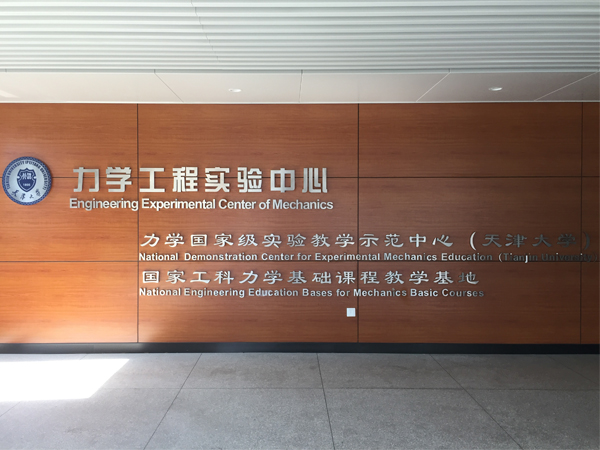 力学工程实验中心
Engineering Experimental Center of Mechanics
力学国家级实验教学示范中心（天津大学）
National Demonstration Center for Experimental Mechanics Education (Tianjin University
国家工科力学基础课程教学基地
National Engineering Education Bases for Mechanics Basic Courses